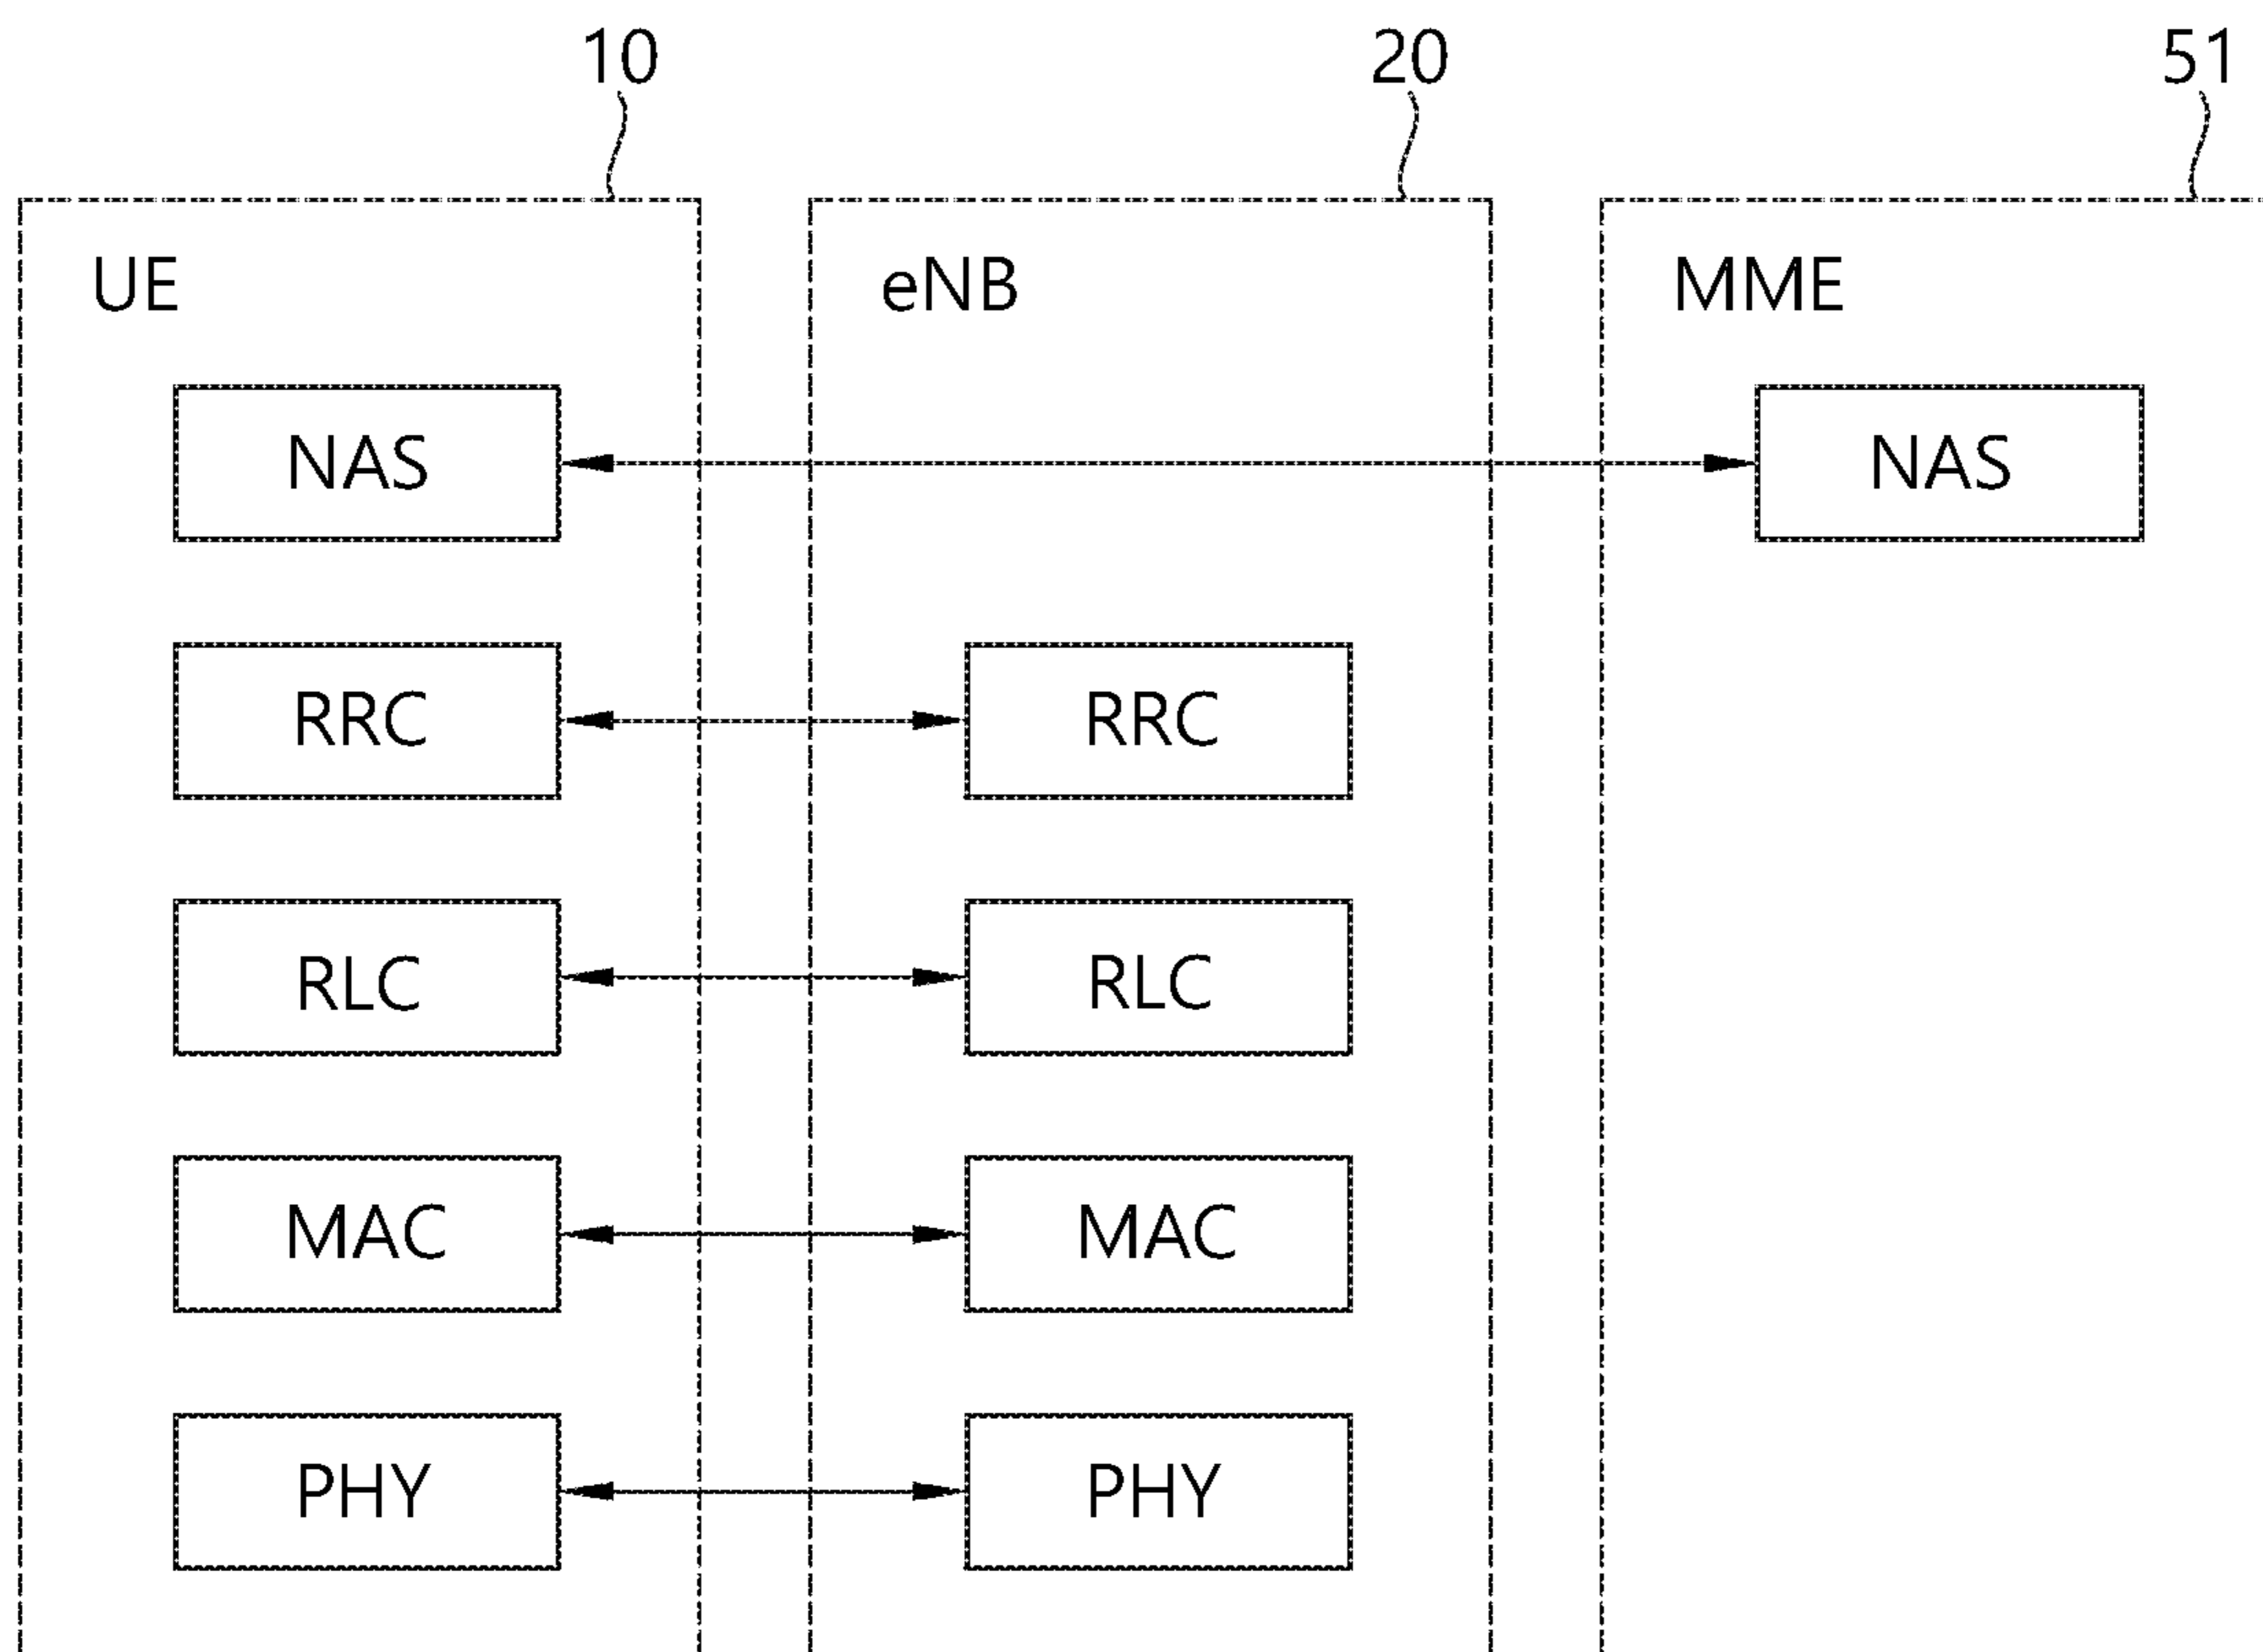 10 20 51
UE eNB MME
NAS NAS
RRC RRC
RLC RLC
MAC MAC
PHY PHY